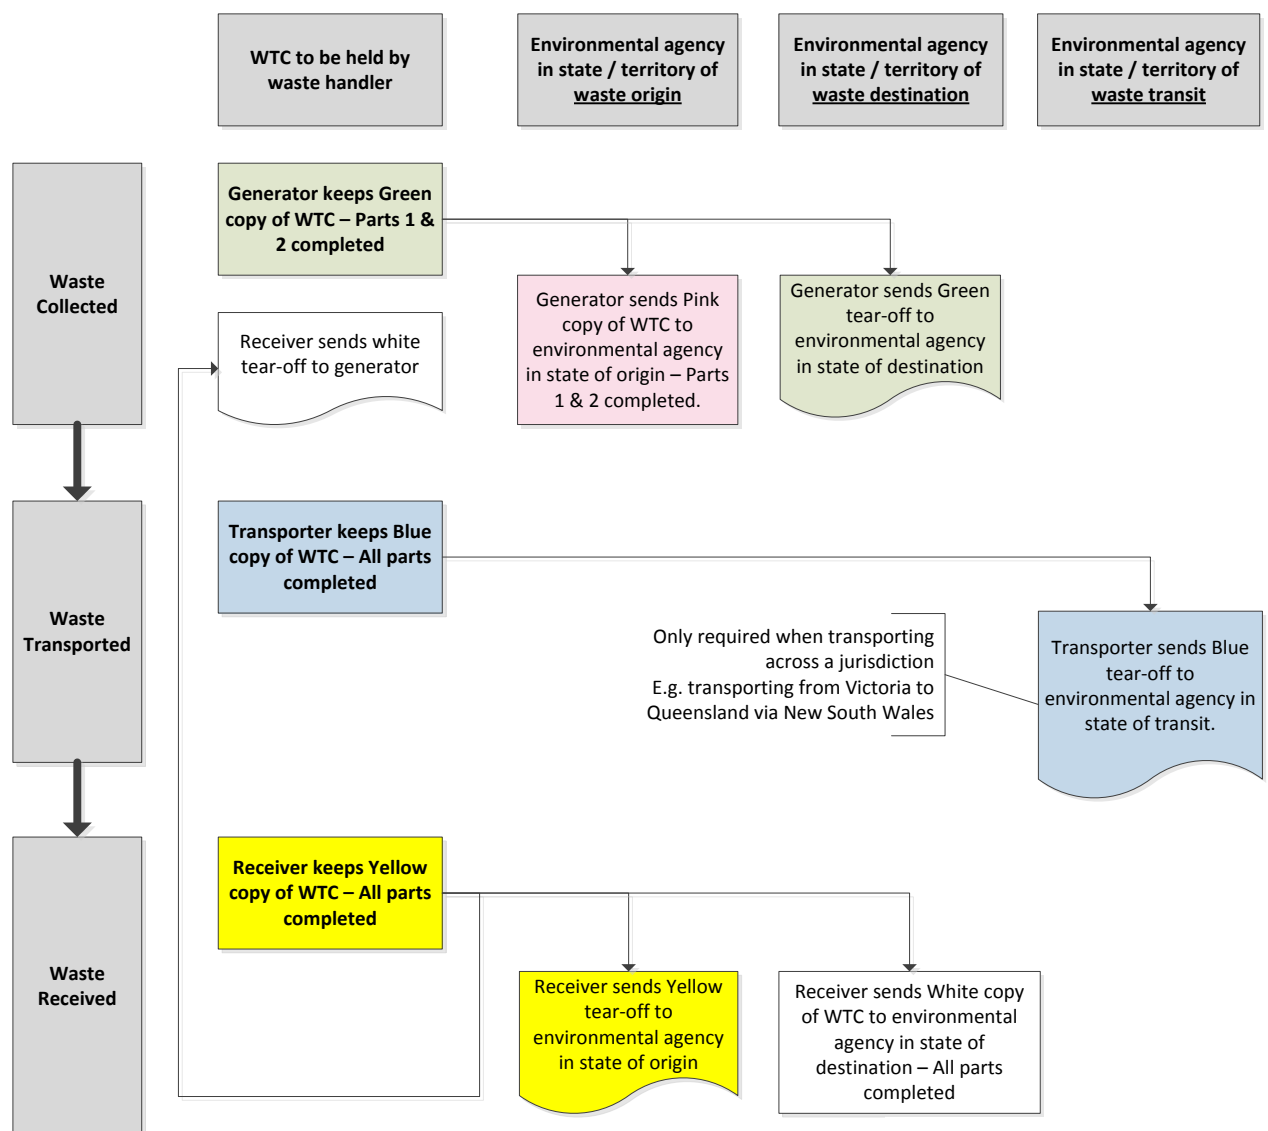 WTC to be held by
waste handler
Environmental agency
in state / territory of
waste origin
Environmental agency
in state / territory of
waste destination
Environmental agency
in state / territory of
waste transit
Waste
Collected
Generator keeps Green
copy of WTC – Parts 1 &
2 completed
Receiver sends white
tear-off to generator
Generator sends Pink
copy of WTC to
environmental agency
in state of origin – Parts
1 & 2 completed.
Generator sends Green
tear-off to
environmental agency
in state of destination
Waste
Transported
Transporter keeps Blue
copy of WTC – All parts
completed
Only required when transporting
across a jurisdiction
E.g. transporting from Victoria to
Queensland via New South Wales
Transporter sends Blue
tear-off to
environmental agency in
state of transit.
Waste
Received
Receiver keeps Yellow
copy of WTC – All parts
completed
Receiver sends Yellow
tear-off to
environmental agency
in state of origin
Receiver sends White copy
of WTC to environmental
agency in state of
destination – All parts
completed